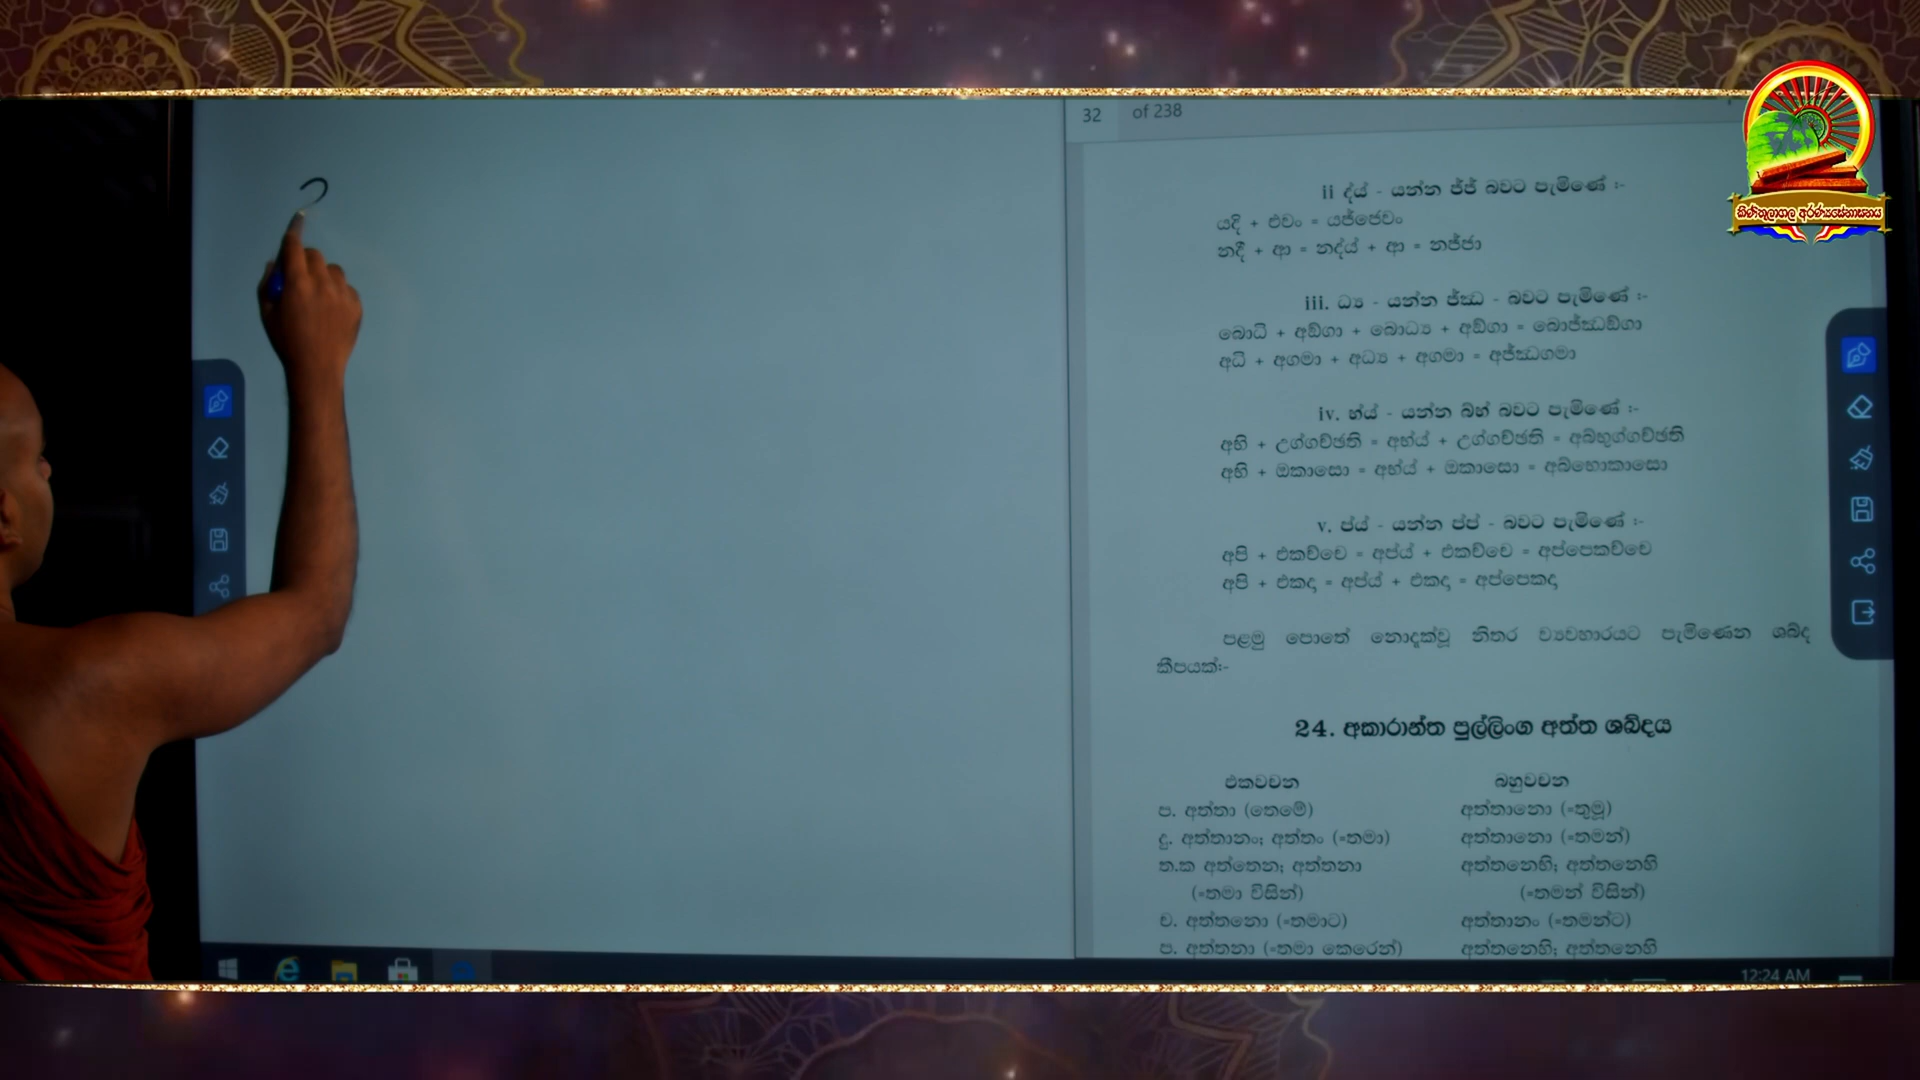 32 of 238
කිණිතුලාගල අරණ්‍යසේනාසනය
ii ද්ය් - යන්න ජ්ජ් බවට පැමිණේ :-
යදි + එවං = යජ්ජෙවං
නදී + ආ = නද්ය් + ආ = නජ්ජා
iii. ධ්‍ය - යන්න ජ්ඣ - බවට පැමිණේ :-
බොධි + අඞ්ගා + බොධ්‍ය + අඞ්ගා = බොජ්ඣඞ්ගා
අධි + අගමා + අධ්‍ය + අගමා = අජ්ඣගමා
iv. භ්ය් - යන්න බ්භ් බවට පැමිණේ :-
අභි + උග්ගච්ඡති = අභ්ය් + උග්ගච්ඡති = අබ්භුග්ගච්ඡති
අභි + ඔකාසො = අභ්ය් + ඔකාසො = අබ්භොකාසො
v. ප්ය් - යන්න ප්ප් - බවට පැමිණේ :-
අපි + එකච්චෙ = අප්ය් + එකච්චෙ = අප්පෙකච්චෙ
අපි + එකදා = අප්ය් + එකදා = අප්පෙකදා
පළමු පොතේ නොදැක්වූ නිතර ව්‍යවහාරයට පැමිණෙන ශබ්ද
කීපයක්:-
24. අකාරාන්ත පුල්ලිංග අත්ත ශබ්දය
එකවචන බහුවචන
ප. අත්තා (තෙමේ) අත්තානො (=තුමූ)
දු. අත්තානං; අත්තං (=තමා) අත්තානො (=තමන්)
ත.ක අත්තෙන; අත්තනා අත්තනෙභි; අත්තනෙහි
(=තමා විසින්) (=තමන් විසින්)
ච. අත්තනො (=තමාට) අත්තානං (=තමන්ට)
ප. අත්තනා (=තමා කෙරෙන්) අත්තනෙහි; අත්තනෙහි
12:24 AM